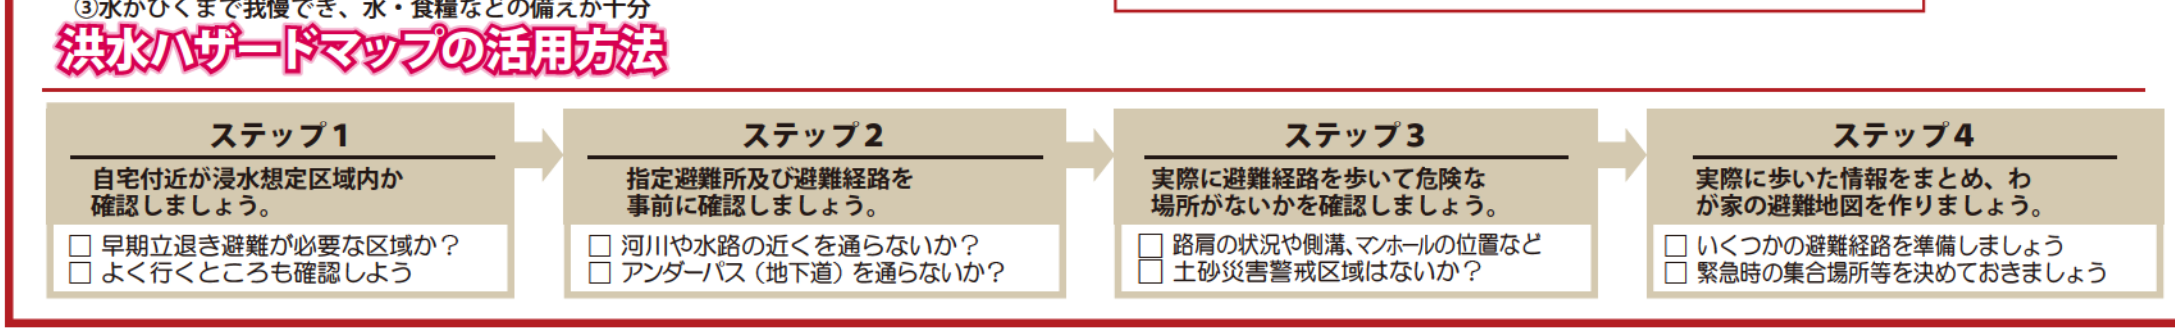 ③水がひくまで我慢でき、水・食糧などの備えが十分
洪水ハザードマップの活用方法
ステップ1
自宅付近が浸水想定区域内か
確認しましょう。
□ 早期立退き避難が必要な区域か？
□ よく行くところも確認しよう
ステップ2
指定避難所及び避難経路を
事前に確認しましょう。
□ 河川や水路の近くを通らないか？
□ アンダーパス（地下道）を通らないか？
ステップ3
実際に避難経路を歩いて危険な
場所がないかを確認しましょう。
□ 路肩の状況や側溝、マンホールの位置など
□ 土砂災害警戒区域はないか？
ステップ4
実際に歩いた情報をまとめ、わ
が家の避難地図を作りましょう。
□ いくつかの避難経路を準備しましょう
□ 緊急時の集合場所等を決めておきましょう